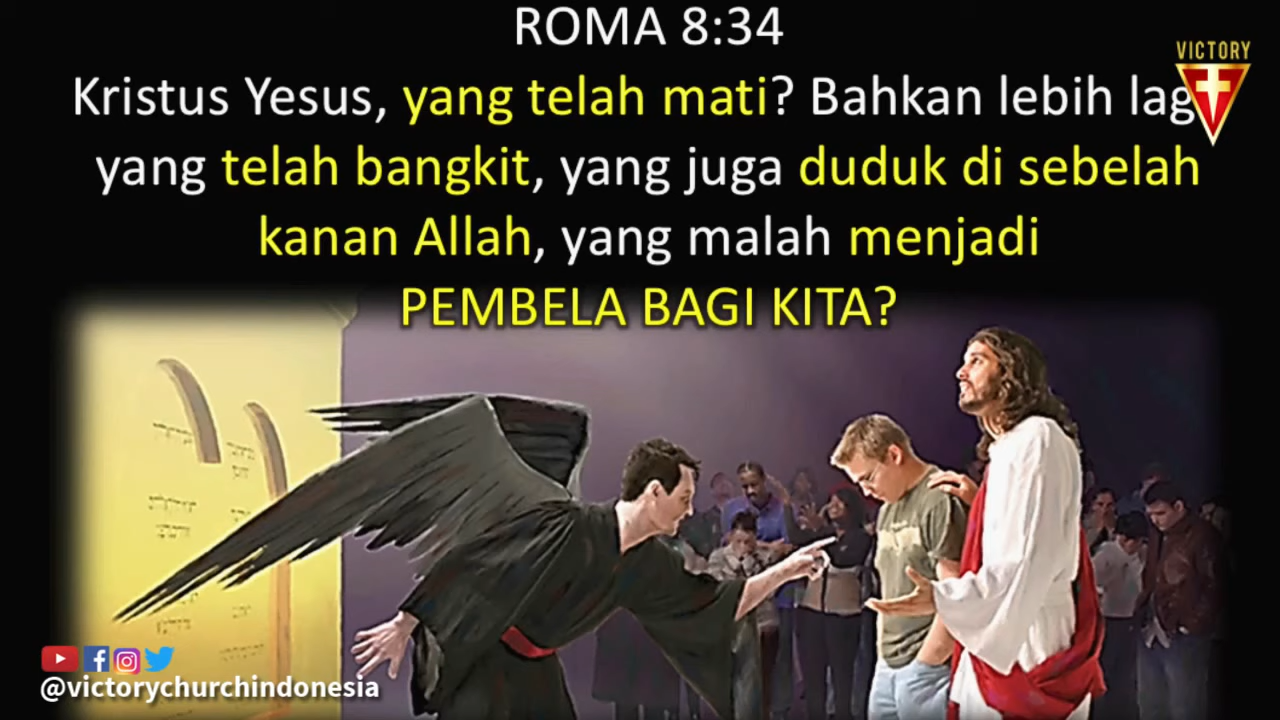 ROMA 8:34
VICTORY
Kristus Yesus, yang telah mati? Bahkan lebih lag
yang telah bangkit, yang juga duduk di sebelah
kanan Allah, yang malah menjadi
PEMBELA BAGI KITA?
@victorychurchindonesia